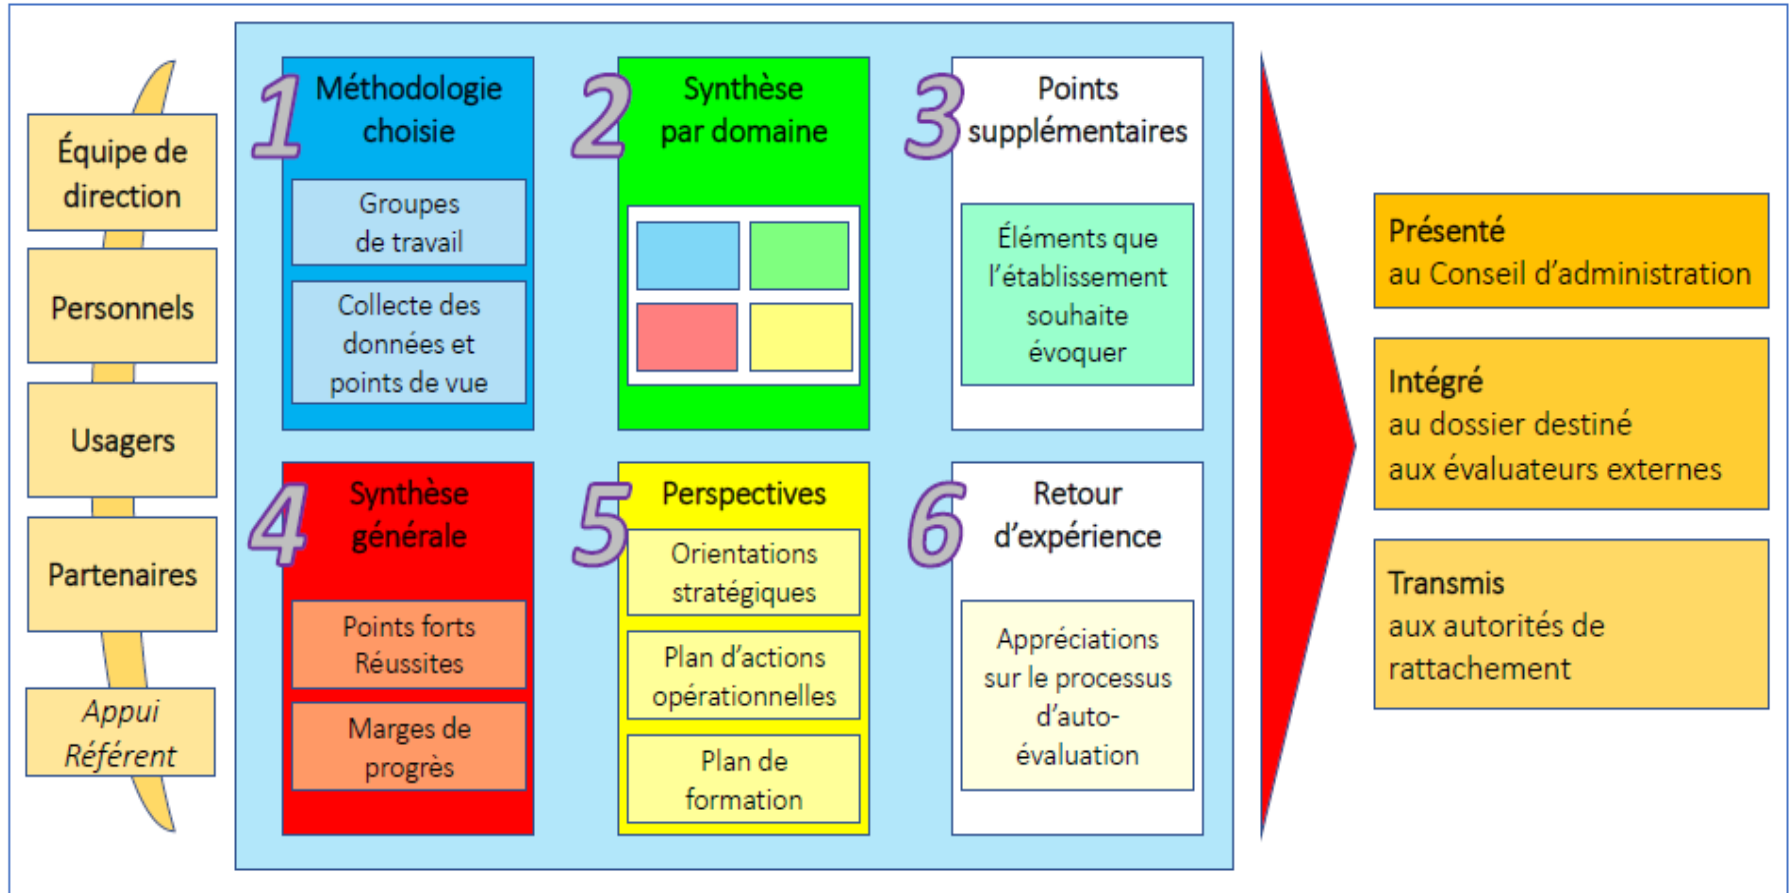 Équipe de
direction
Personnels
Usagers
Partenaires
Appui
Référent
1
Méthodologie
choisie
Groupes
de travail
Collecte des
données et
points de vue
2
Synthèse
par domaine
3
Points
supplémentaires
Éléments que
l’établissement
souhaite
évoquer
4
Synthèse
générale
Points forts
Réussites
Marges de
progrès
5
Perspectives
Orientations
stratégiques
Plan d’actions
opérationnelles
Plan de
formation
6
Retour
d’expérience
Appréciations
sur le processus
d’auto-
évaluation
Présenté
au Conseil d’administration
Intégré
au dossier destiné
aux évaluateurs externes
Transmis
aux autorités de
rattachement